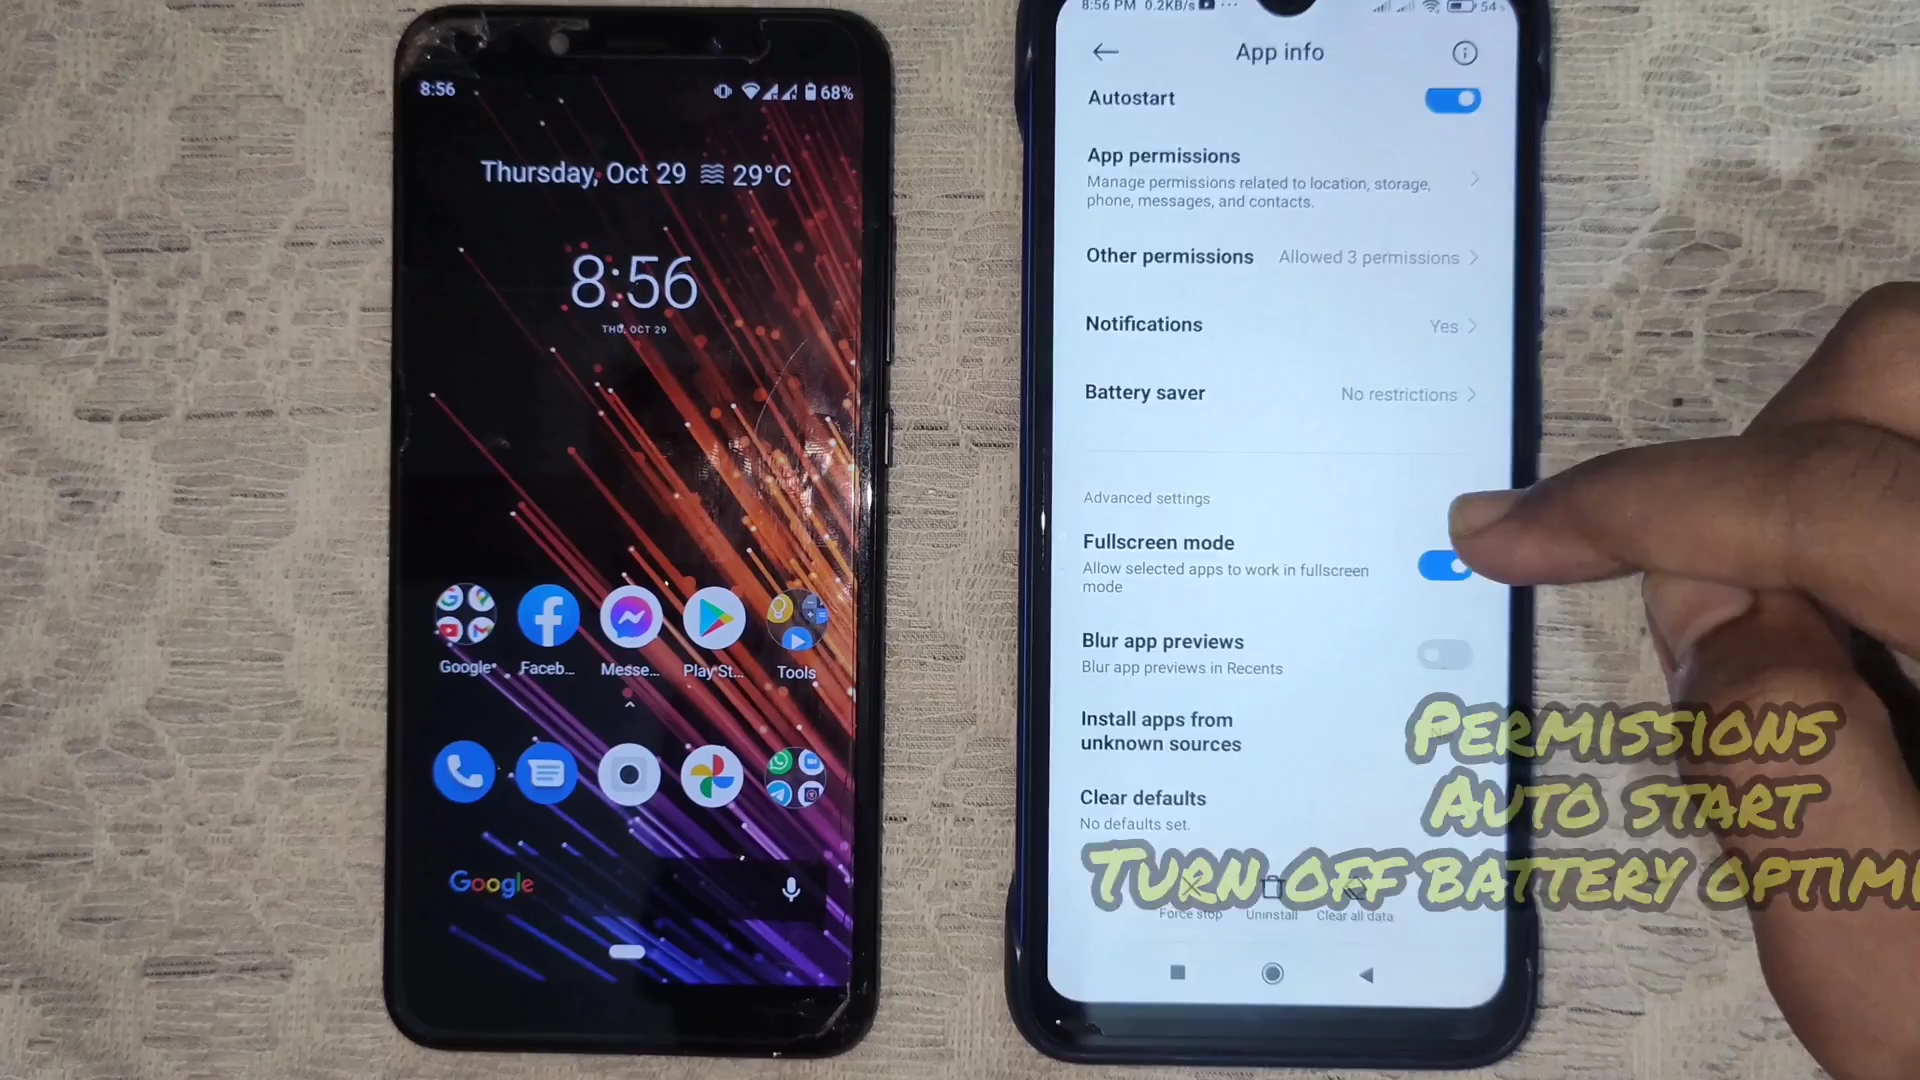 8:56
68%
Thursday, Oct 29 29°C
8:56
THU, OCT 29
Google
Faceb...
Messe...
Play St...
Tools
Google
8:56 PM 0.2KB/s ...
54
App info
Autostart
App permissions
Manage permissions related to location, storage,
phone, messages, and contacts.
Other permissions Allowed 3 permissions
Notifications Yes
Battery saver No restrictions
Advanced settings
Fullscreen mode
Allow selected apps to work in fullscreen
mode
Blur app previews
Blur app previews in Recents
Install apps from
unknown sources
Clear defaults
No defaults set.
Force stop Uninstall Clear all data
PERMISSIONS
AUTO START
TURN OFF BATTERY OPTIMI